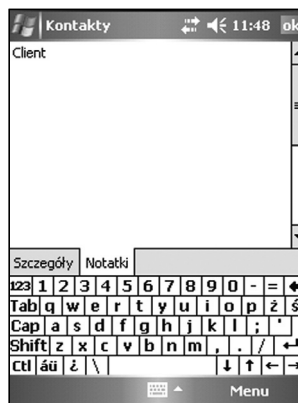 Kontakty 11:48 ok
Client
Szczegóły Notatki
123 1 2 3 4 5 6 7 8 9 0 - =
Tab q w e r t y u i o p ż ś
Cap a s d f g h j k l ; '
Shift z x c v b n m , . /
Ctl áü ¿ \
Menu